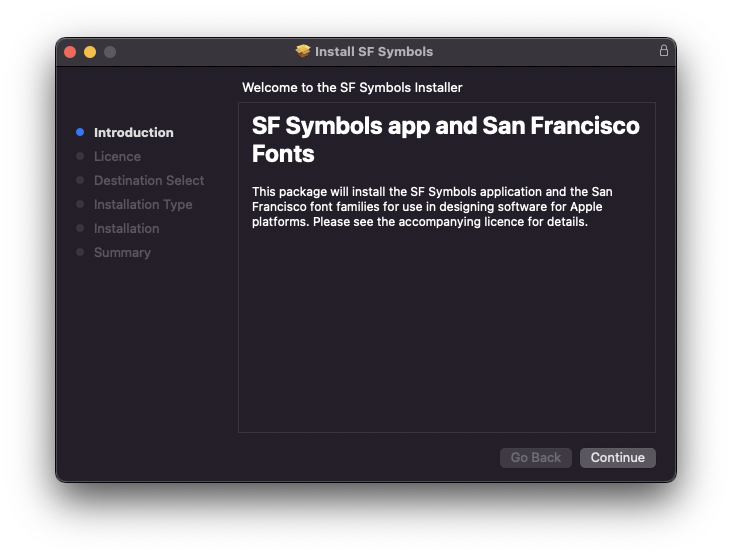 Install SF Symbols
Welcome to the SF Symbols Installer
Introduction
Licence
Destination Select
Installation Type
Installation
Summary
SF Symbols app and San Francisco
Fonts
This package will install the SF Symbols application and the San
Francisco font families for use in designing software for Apple
platforms. Please see the accompanying licence for details.
Go Back
Continue